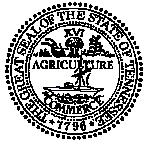 THE GREAT SEAL OF THE STATE OF TENNESSEE
XVI
AGRICULTURE
COMMERCE
1796